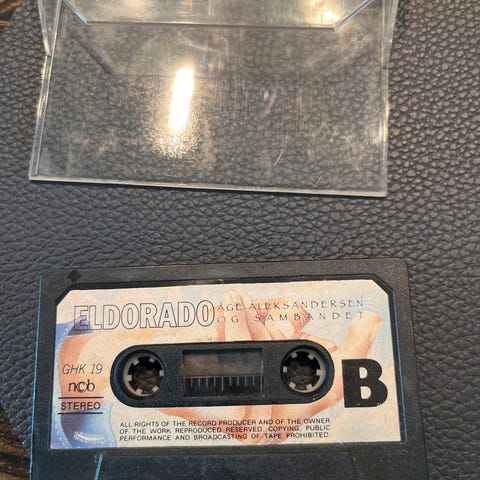 ELDORADO
ÅGE ALEKSANDERSEN
OG SAMBANDET
GHK 19
ncb
STEREO
B
ALL RIGHTS OF THE RECORD PRODUCER AND OF THE OWNER
OF THE WORK REPRODUCED RESERVED. COPYING, PUBLIC
PERFORMANCE AND BROADCASTING OF TAPE PROHIBITED.